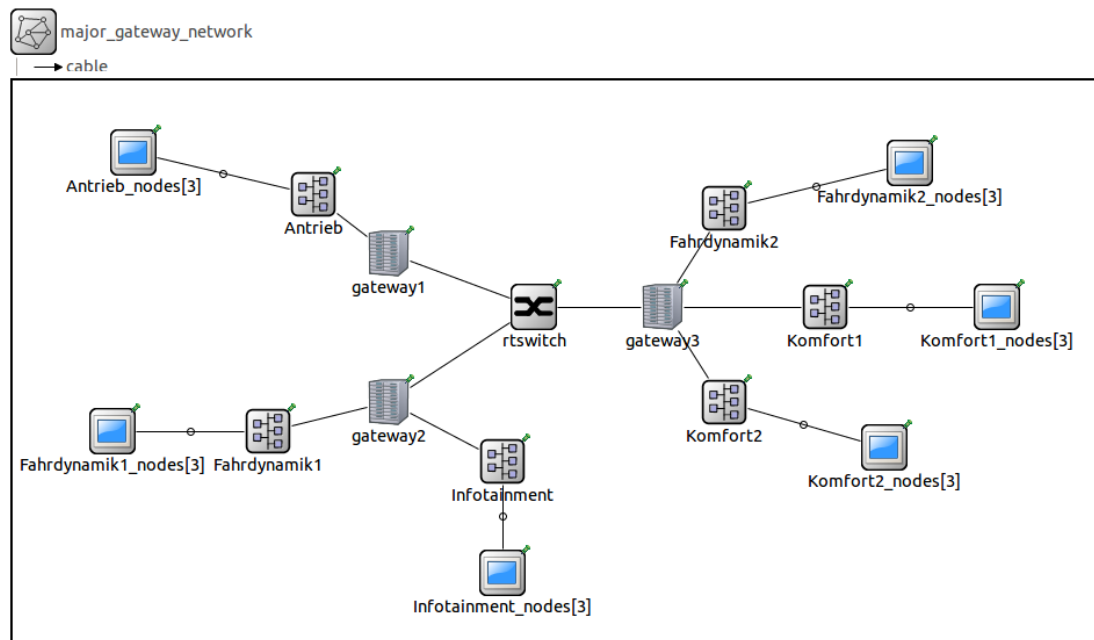 major_gateway_network
cable
Antrieb_nodes[3]
Antrieb
gateway1
Fahrdynamik2_nodes[3]
Fahrdynamik2
rtswitch
gateway3
Komfort1
Komfort1_nodes[3]
gateway2
Komfort2
Fahrdynamik1_nodes[3]
Fahrdynamik1
Komfort2_nodes[3]
Infotainment
Infotainment_nodes[3]